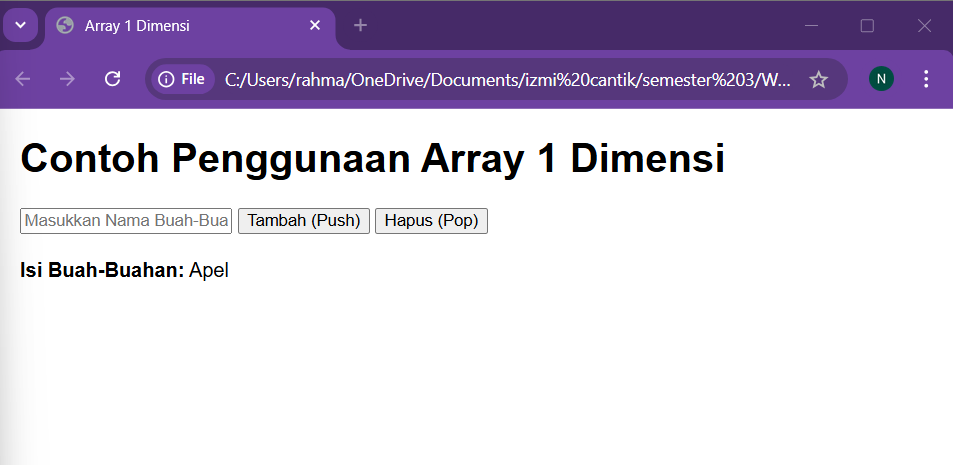 Array 1 Dimensi
File C:/Users/rahma/OneDrive/Documents/izmi%20cantik/semester%203/W...
N
Contoh Penggunaan Array 1 Dimensi
Masukkan Nama Buah-Bua Tambah (Push) Hapus (Pop)
Isi Buah-Buahan: Apel